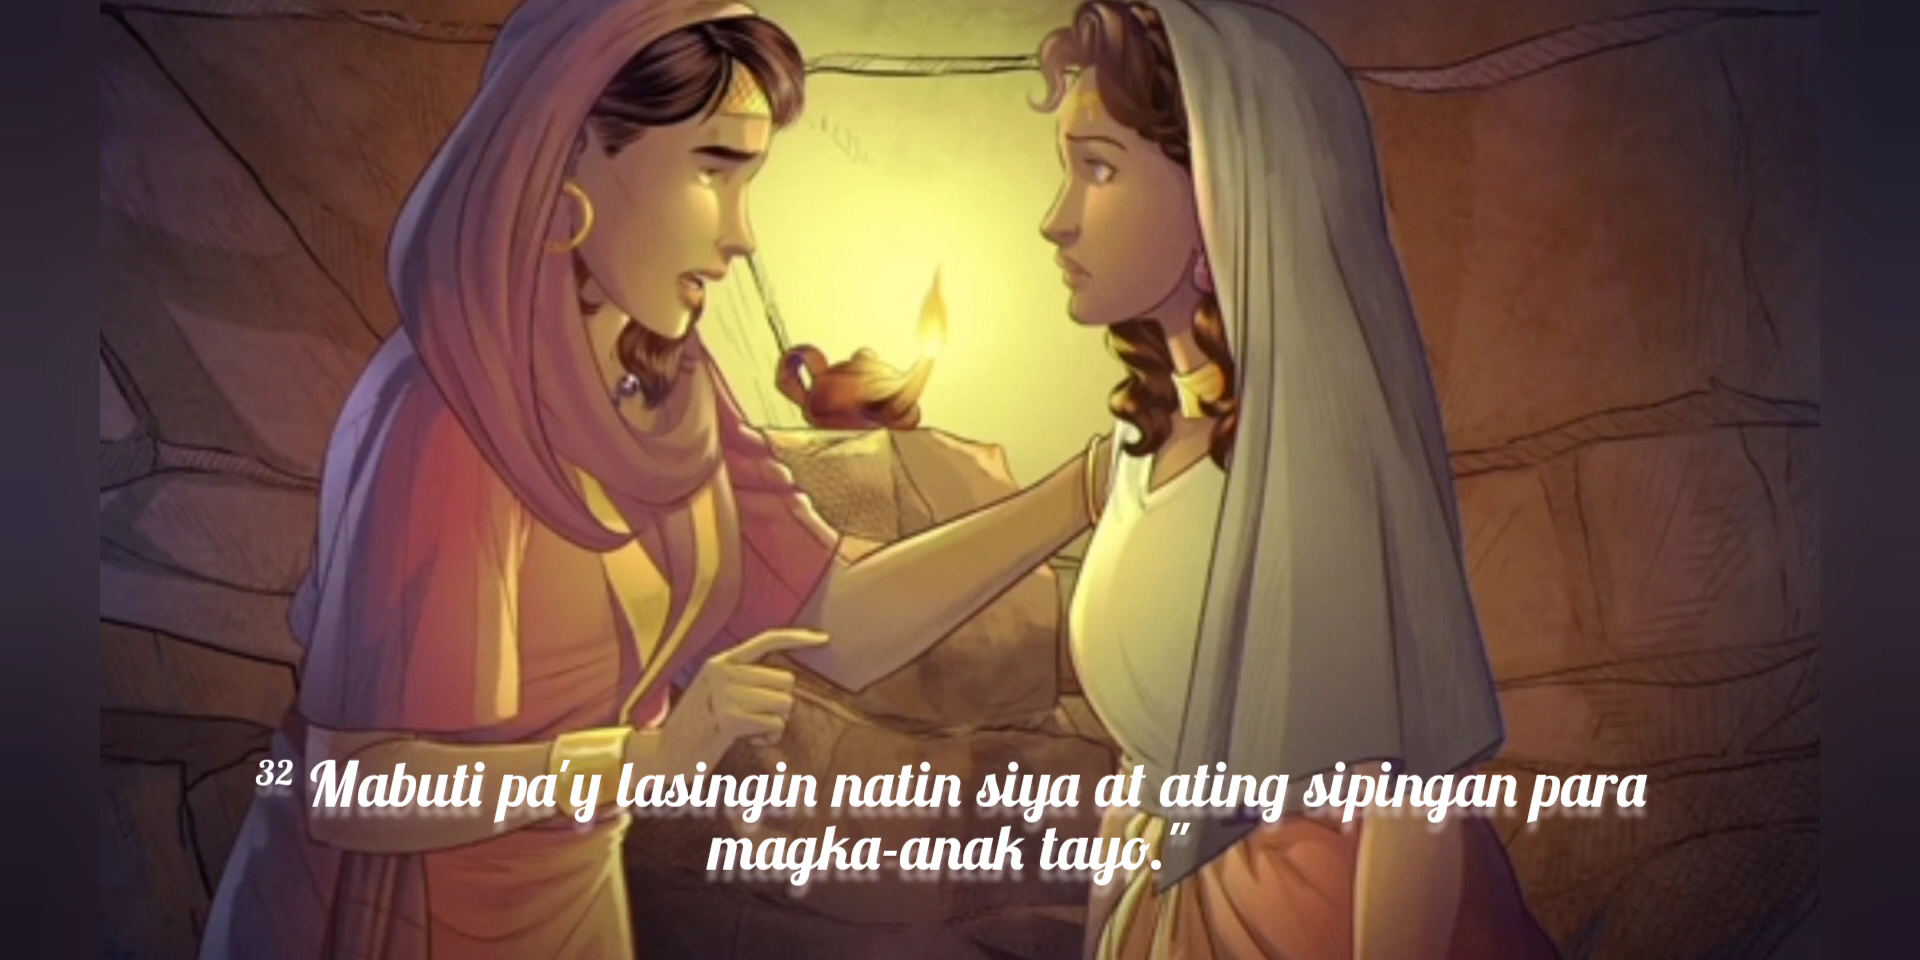 ³² Mabuti pa'y lasingin natin siya at ating sipingan para
magka-anak tayo."